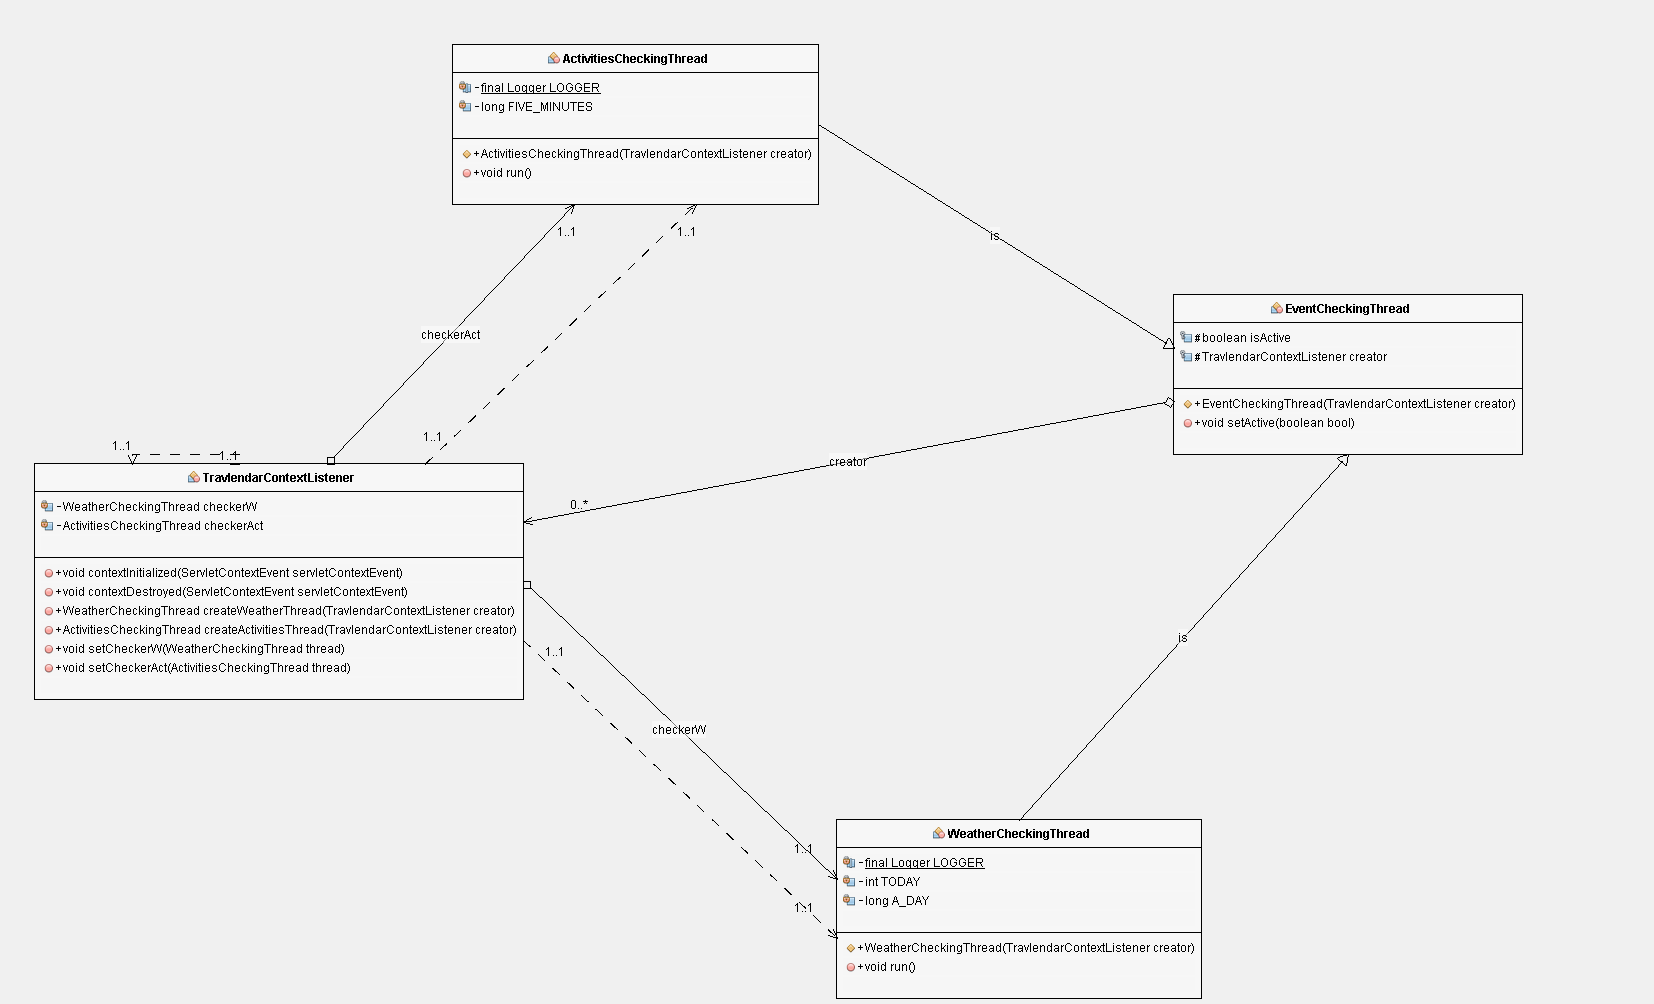 ActivitiesCheckingThread
-final Logger LOGGER
-long FIVE_MINUTES
+ActivitiesCheckingThread(TravlendarContextListener creator)
+void run()
1..1
1..1
is
EventCheckingThread
#boolean isActive
#TravlendarContextListener creator
+EventCheckingThread(TravlendarContextListener creator)
+void setActive(boolean bool)
checkerAct
1..1
1..1
1..1
creator
0..*
TravlendarContextListener
-WeatherCheckingThread checkerW
-ActivitiesCheckingThread checkerAct
+void contextInitialized(ServletContextEvent servletContextEvent)
+void contextDestroyed(ServletContextEvent servletContextEvent)
+WeatherCheckingThread createWeatherThread(TravlendarContextListener creator)
+ActivitiesCheckingThread createActivitiesThread(TravlendarContextListener creator)
+void setCheckerW(WeatherCheckingThread thread)
+void setCheckerAct(ActivitiesCheckingThread thread)
1..1
is
checkerW
1..1
1..1
WeatherCheckingThread
-final Logger LOGGER
-int TODAY
-long A_DAY
+WeatherCheckingThread(TravlendarContextListener creator)
+void run()